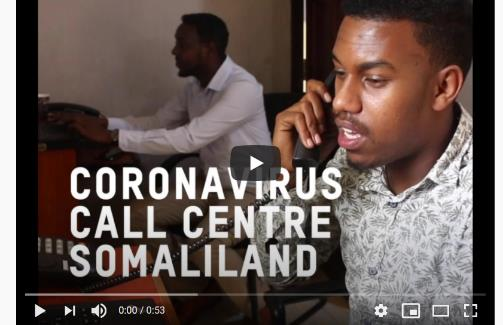 CORONAVIRUS
CALL CENTRE
SOMALILAND
0:00 / 0:53